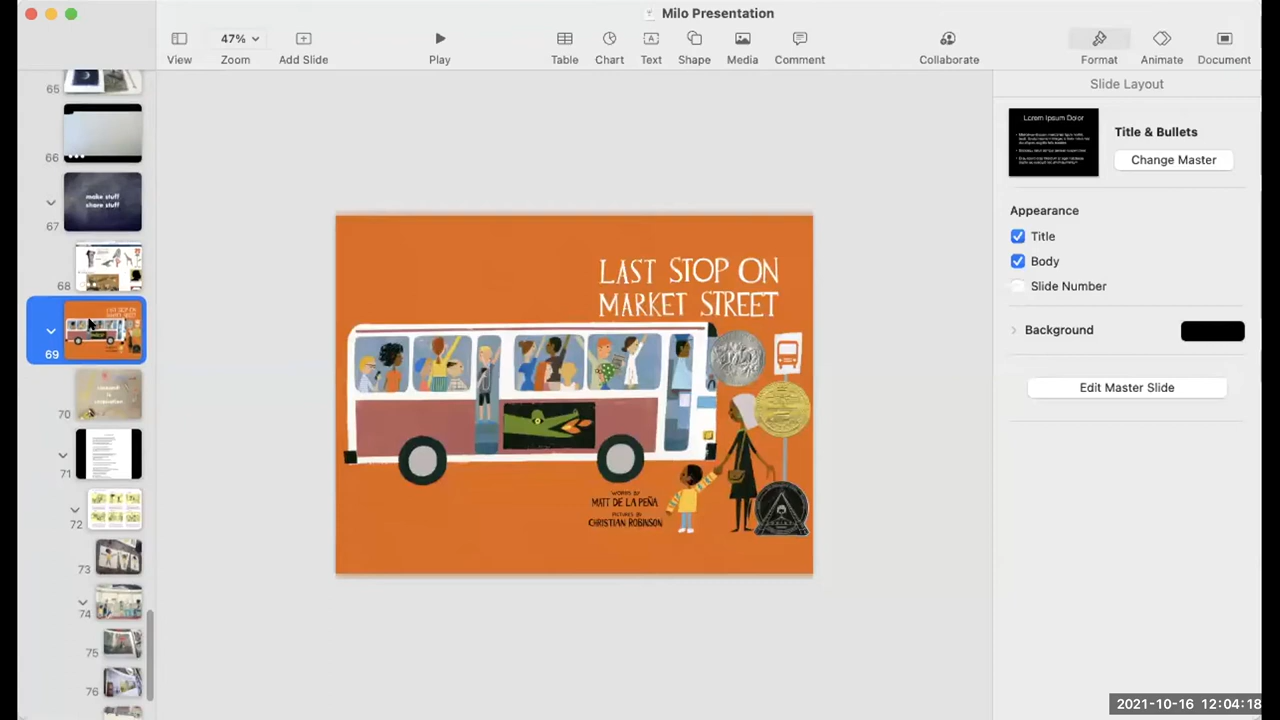 Milo Presentation
47%
View
Zoom
Add Slide
Play
Table
Chart
Text
Shape
Media
Comment
Collaborate
Format
Animate
Document
65
66
make stuff
share stuff
67
68
69
70
71
72
73
74
75
76
LAST STOP ON
MARKET STREET
WORDS BY
MATT DE LA PEÑA
PICTURES BY
CHRISTIAN ROBINSON
Slide Layout
Lorem Ipsum Dolor
Title & Bullets
Change Master
Appearance
Title
Body
Slide Number
Background
Edit Master Slide
2021-10-16 12:04:18